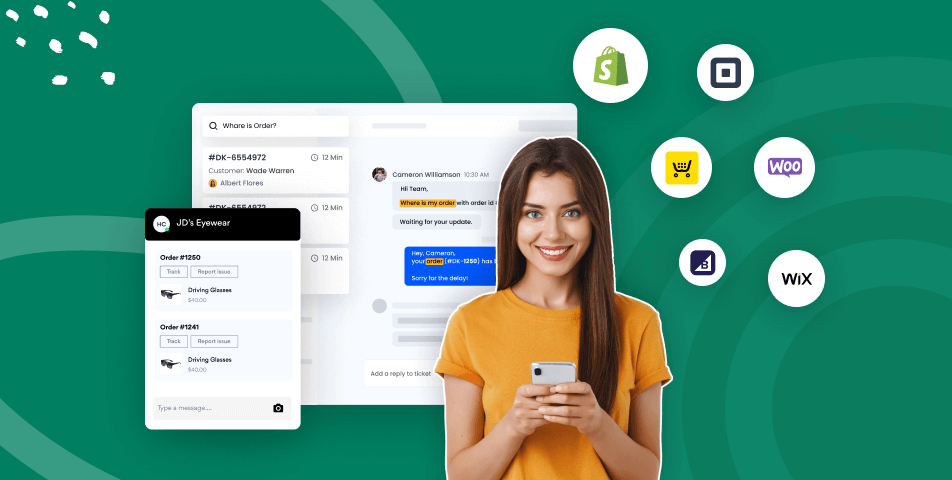 Whare is Order?
#DK-6554972
12 Min
Customer: Wade Warren
Albert Flores
#DK-6554972
12 Min
12 Min
Cameron Williamson
10:30 AM
Hii Team,
Where is my order with order id
Waiting for your update.
Hey, Cameran,
your order (#DK-1250) has
Sorry for the delay!
Add a reply to ticket
HC
JD's Eyewear
Order #1250
Track
Report issue
Driving Glasses
$40.00
Order #1241
Track
Report issue
Driving Glasses
$40.00
Type a message....
S
Woo
B
WiX